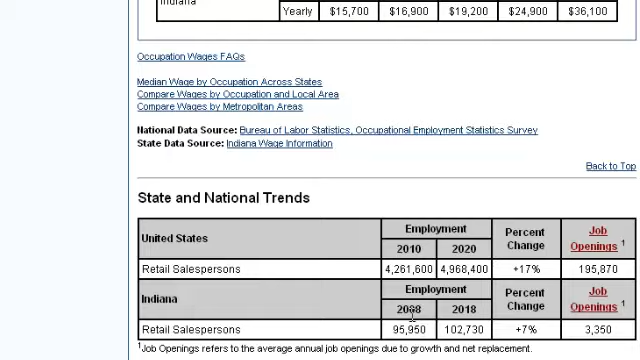 Indiana
Yearly $15,700 $16,900 $19,200 $24,900 $36,100
Occupation Wages FAQs
Median Wage by Occupation Across States
Compare Wages by Occupation and Local Area
Compare Wages by Metropolitan Areas
National Data Source: Bureau of Labor Statistics, Occupational Employment Statistics Survey
State Data Source: Indiana Wage Information
Back to Top
State and National Trends
United States Employment Percent Change Job Openings 1
2010 2020
Retail Salespersons 4,261,600 4,968,400 +17% 195,870
Indiana Employment Percent Change Job Openings 1
2008 2018
Retail Salespersons 95,950 102,730 +7% 3,350
1Job Openings refers to the average annual job openings due to growth and net replacement.